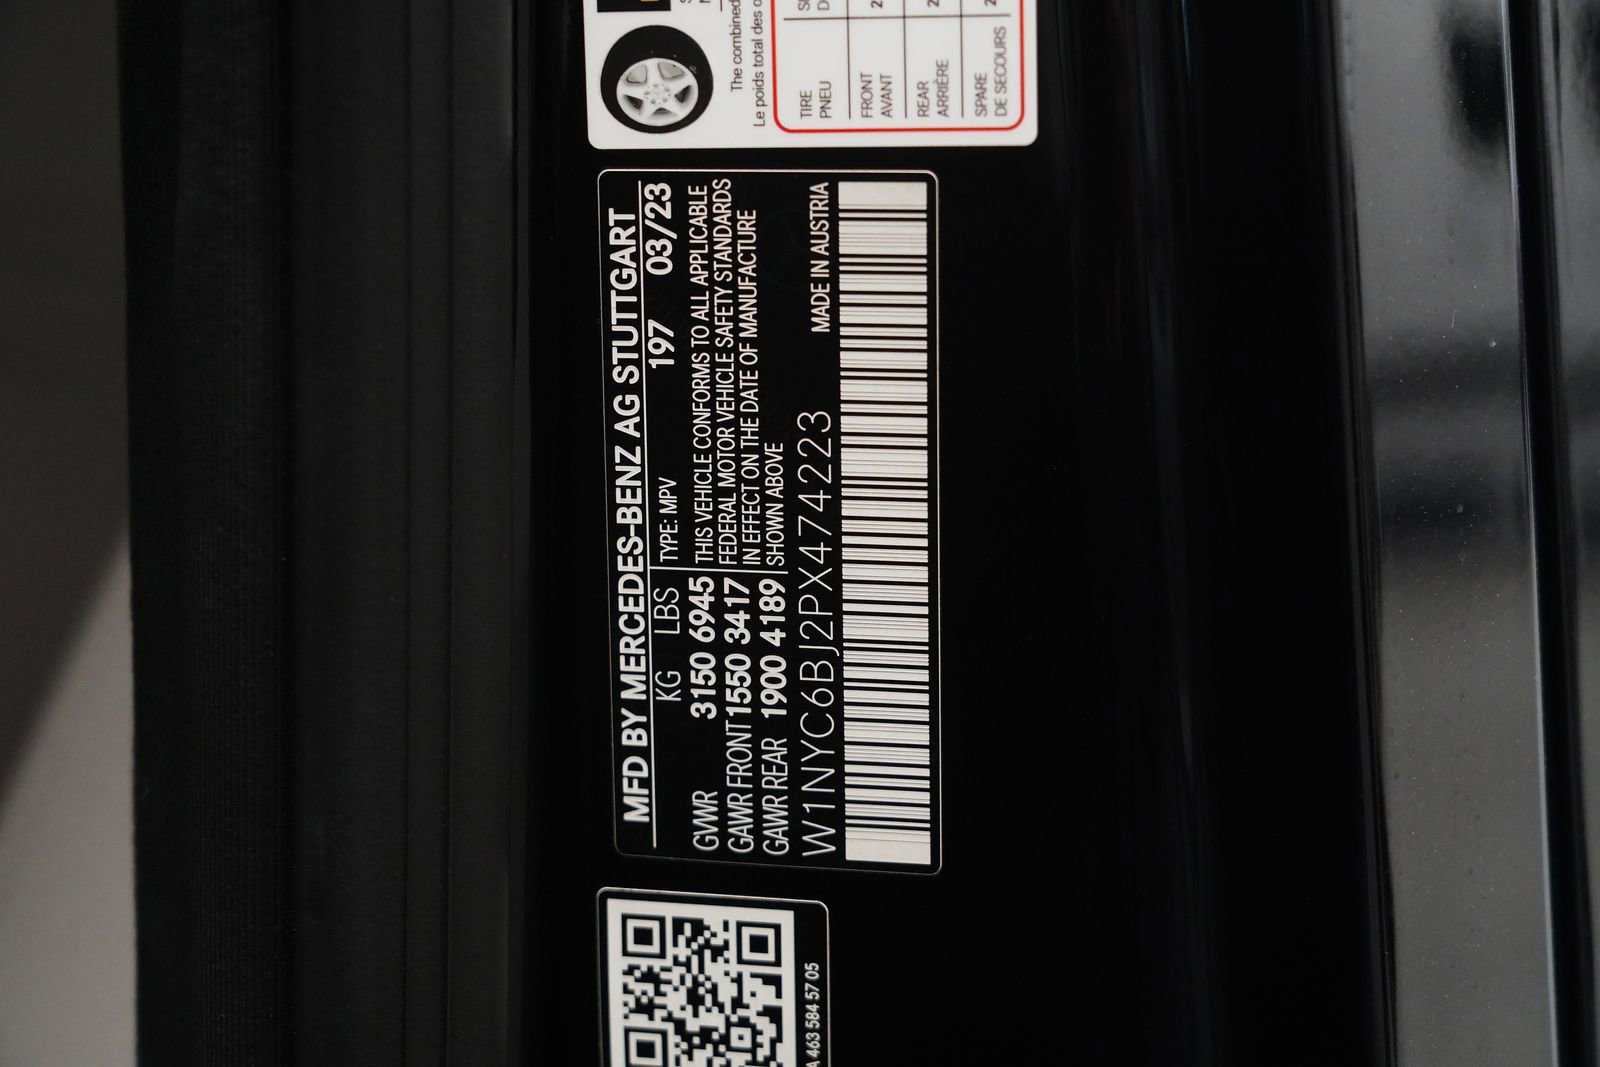 MFD BY MERCEDES-BENZ AG STUTTGART
KG LBS TYPE: MPV 197 03/23
GVWR 3150 6945 THIS VEHICLE CONFORMS TO ALL APPLICABLE
GAWR FRONT 1550 3417 FEDERAL MOTOR VEHICLE SAFETY STANDARDS
IN EFFECT ON THE DATE OF MANUFACTURE
GAWR REAR 1900 4189 SHOWN ABOVE
W1NYC6BJ2PX474223 MADE IN AUSTRIA
The combined
Le poids total des
TIRE
PNEU
FRONT
AVANT
REAR
ARRIÈRE
SPARE
DE SECOURS
A 463 584 57 05